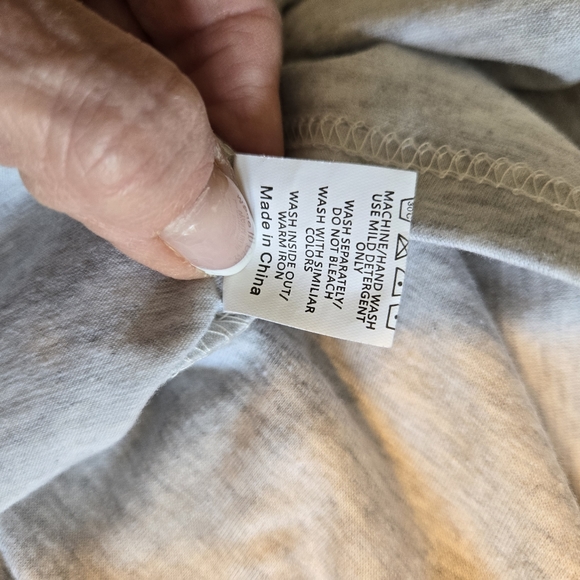 30C
MACHINE/HAND WASH
USE MILD DETERGENT
ONLY
WASH SEPARATELY/
DO NOT BLEACH
WASH WITH SIMILIAR
COLORS
WASH INSIDE OUT/
WARM IRON
Made in China